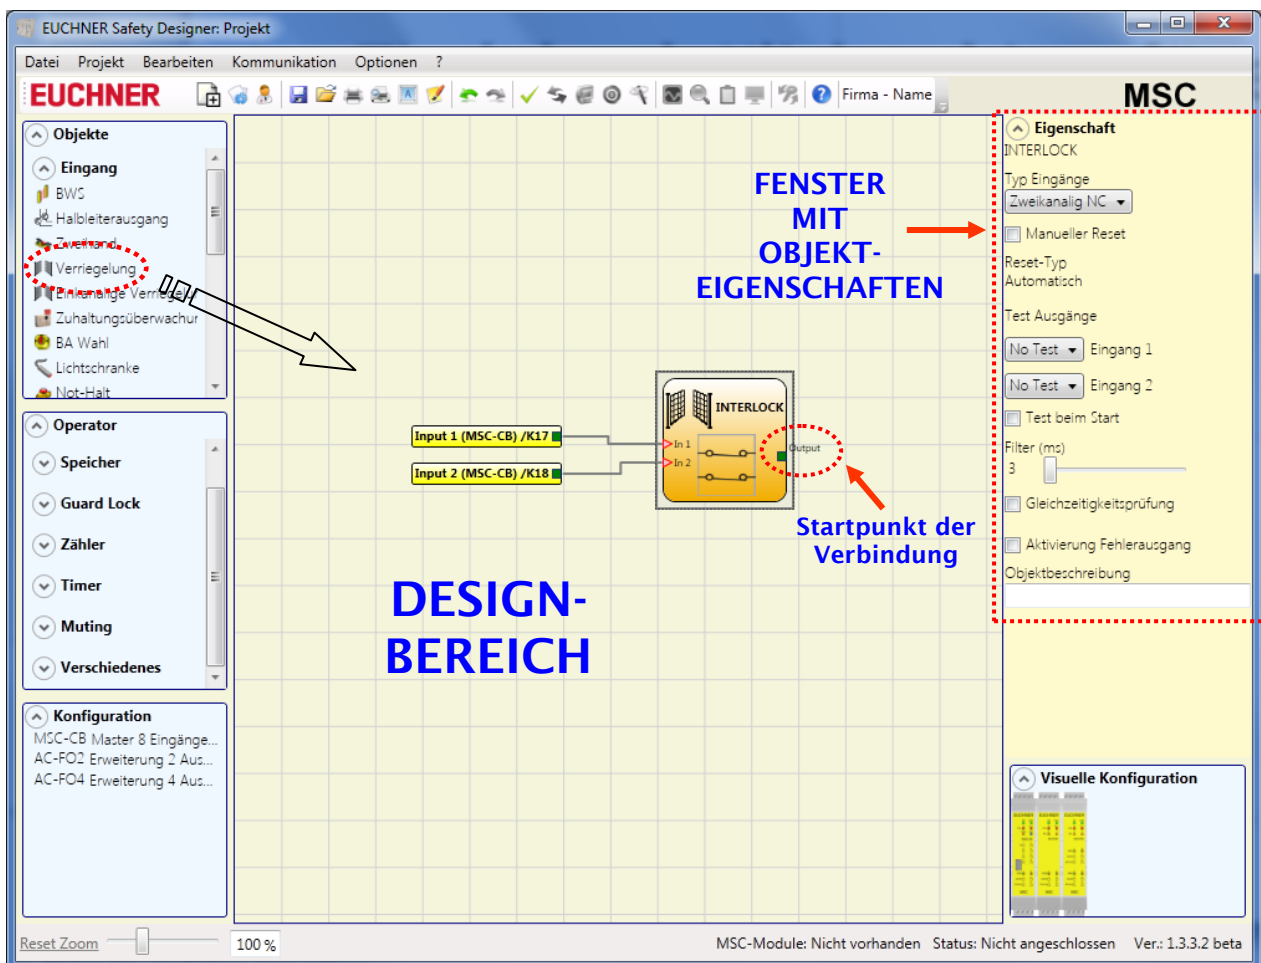 EUCHNER Safety Designer: Projekt
Datei Projekt Bearbeiten Kommunikation Optionen ?
EUCHNER
Firma - Name
MSC
Objekte
Eingang
BWS
Halbleiterausgang
Zweihand
Verriegelung
Einkanalige Verriegelu
Zuhaltungsüberwachur
BA Wahl
Lichtschranke
Not-Halt
Operator
Speicher
Guard Lock
Zähler
Timer
Muting
Verschiedenes
Konfiguration
MSC-CB Master 8 Eingänge...
AC-FO2 Erweiterung 2 Aus...
AC-FO4 Erweiterung 4 Aus...
FENSTER
MIT
OBJEKT-
EIGENSCHAFTEN
Input 1 (MSC-CB) /K17
Input 2 (MSC-CB) /K18
INTERLOCK
In 1
In 2
Output
Startpunkt der
Verbindung
DESIGN-
BEREICH
Eigenschaft
INTERLOCK
Typ Eingänge
Zweikanalig NC
Manueller Reset
Reset-Typ
Automatisch
Test Ausgänge
No Test Eingang 1
No Test Eingang 2
Test beim Start
Filter (ms)
3
Gleichzeitigkeitsprüfung
Aktivierung Fehlerausgang
Objektbeschreibung
Visuelle Konfiguration
Reset Zoom
100 %
MSC-Module: Nicht vorhanden Status: Nicht angeschlossen Ver.: 1.3.3.2 beta